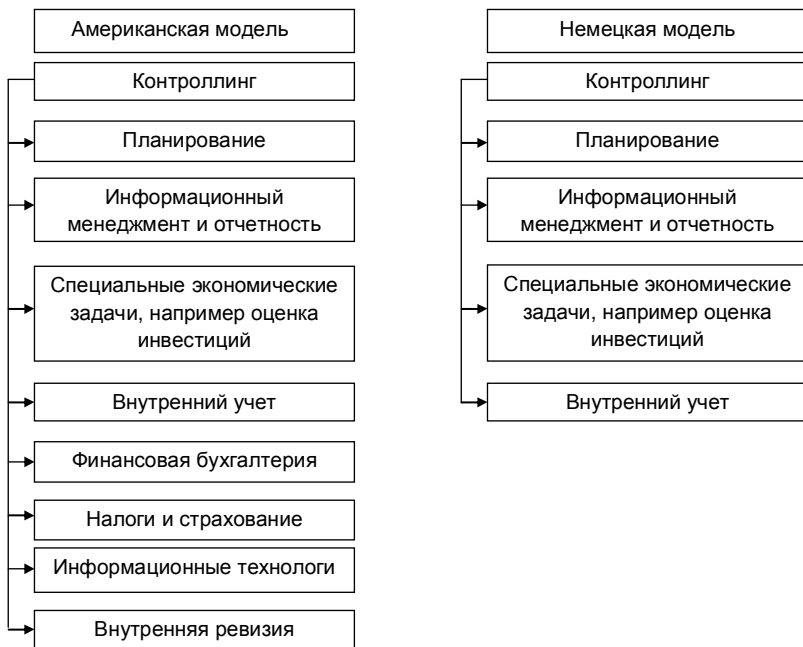 Американская модель
Контроллинг
Планирование
Информационный
менеджмент и отчетность
Специальные экономические
задачи, например оценка
инвестиций
Внутренний учет
Финансовая бухгалтерия
Налоги и страхование
Информационные технологи
Внутренняя ревизия
Немецкая модель
Контроллинг
Планирование
Информационный
менеджмент и отчетность
Специальные экономические
задачи, например оценка
инвестиций
Внутренний учет